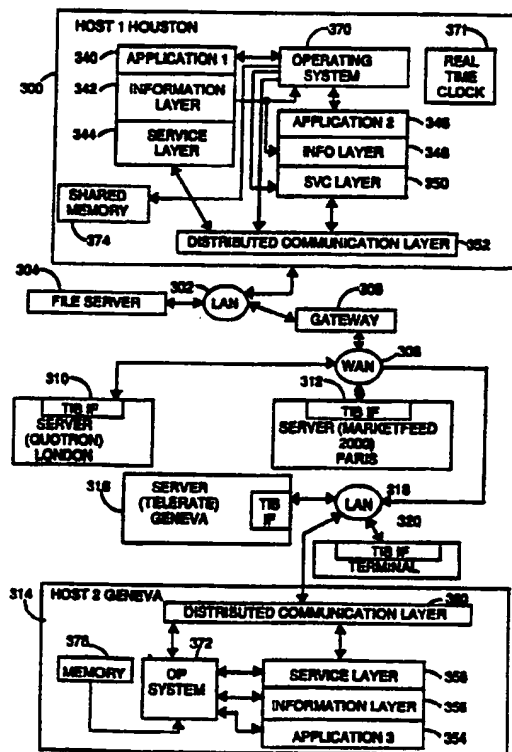 HOST 1 HOUSTON
370
371
340
APPLICATION 1
OPERATING SYSTEM
REAL TIME CLOCK
300
342
INFORMATION LAYER
344
SERVICE LAYER
APPLICATION 2
346
INFO LAYER
348
SVC LAYER
350
SHARED MEMORY
374
DISTRIBUTED COMMUNICATION LAYER
352
304
302
FILE SERVER
LAN
GATEWAY
WAN
310
312
TIB IF
SERVER (QUOTRON) LONDON
TIB IF
SERVER (MARKETFEED 2000) PARIS
316
SERVER (TELERATE) GENEVA
TIB IF
LAN
318
320
TIB IF
TERMINAL
314
HOST 2 GENEVA
DISTRIBUTED COMMUNICATION LAYER
372
MEMORY
OP SYSTEM
SERVICE LAYER
358
INFORMATION LAYER
356
APPLICATION 3
354